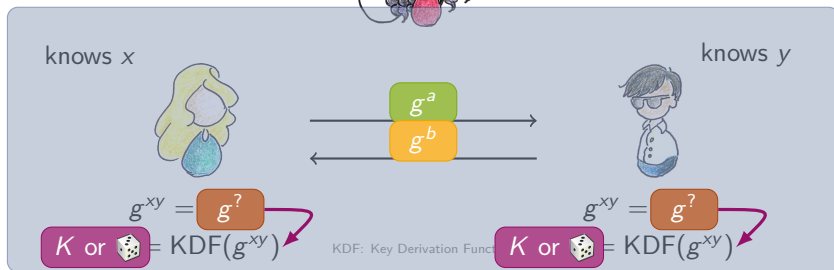 knows x
knows y
g^a
g^b
g^{xy} = g^?
g^{xy} = g^?
K or 🎲 = KDF(g^{xy})
KDF: Key Derivation Funct
K or 🎲 = KDF(g^{xy})